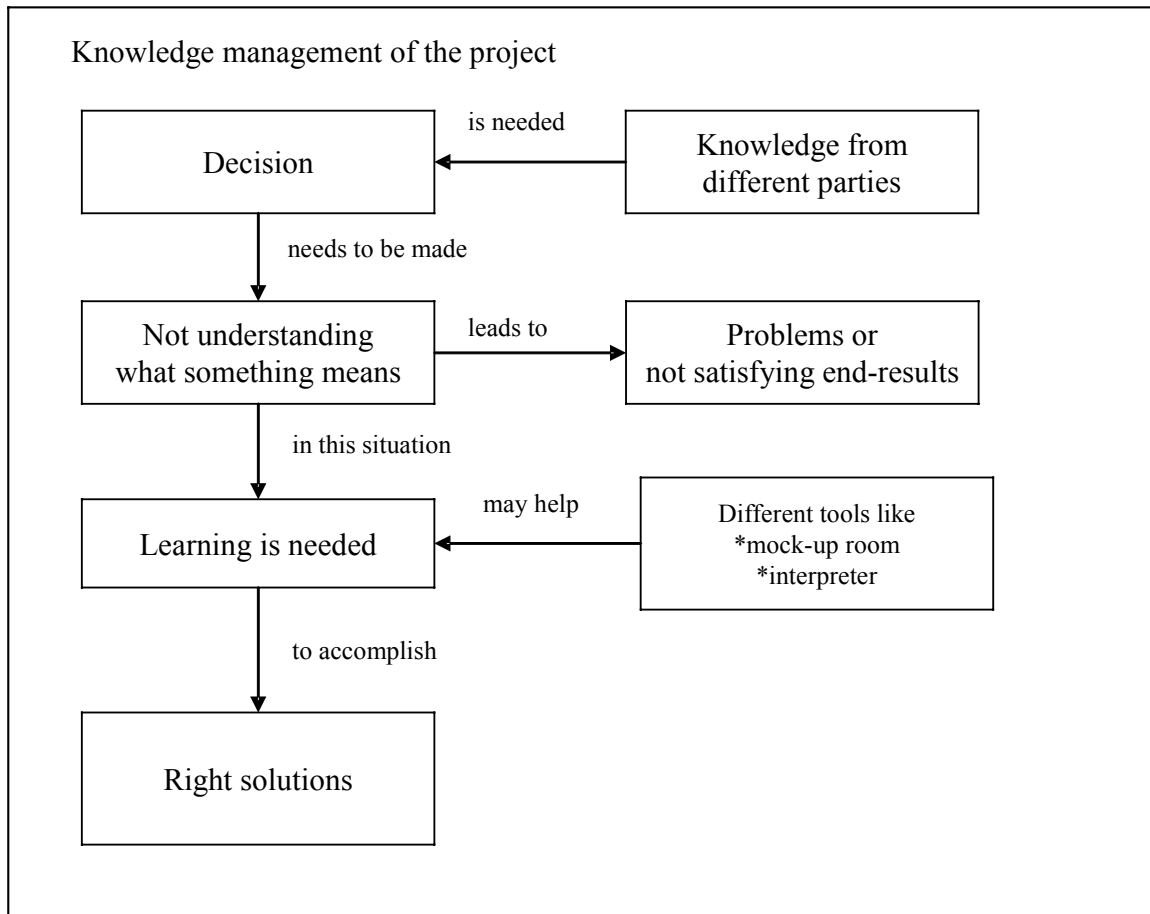 Knowledge management of the project
Decision
is needed
Knowledge from
different parties
needs to be made
Not understanding
what something means
leads to
Problems or
not satisfying end-results
in this situation
Learning is needed
may help
Different tools like
*mock-up room
*interpreter
to accomplish
Right solutions